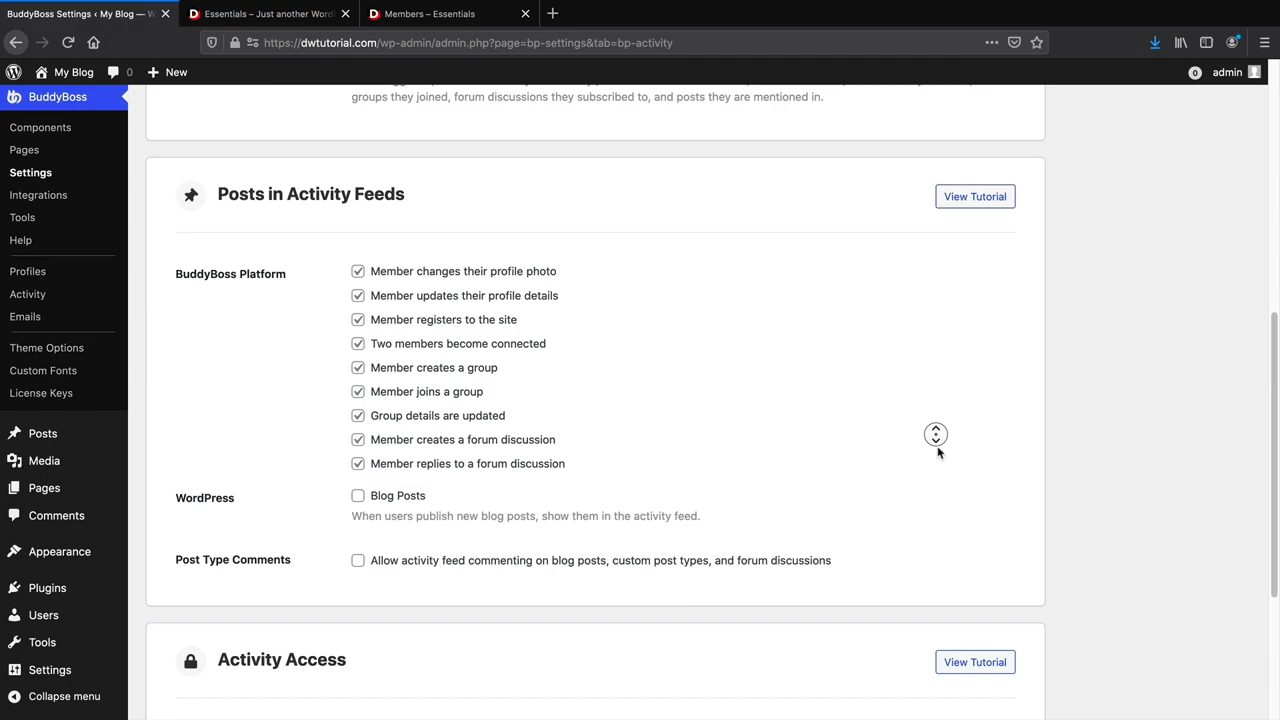 BuddyBoss Settings ‹ My Blog — W
Essentials – Just another WordP
Members – Essentials
https://dwtutorial.com/wp-admin/admin.php?page=bp-settings&tab=bp-activity
My Blog
0
New
0
admin
BuddyBoss
Components
Pages
Settings
Integrations
Tools
Help
Profiles
Activity
Emails
Theme Options
Custom Fonts
License Keys
Posts
Media
Pages
Comments
Appearance
Plugins
Users
Tools
Settings
Collapse menu
groups they joined, forum discussions they subscribed to, and posts they are mentioned in.
Posts in Activity Feeds
View Tutorial
BuddyBoss Platform
Member changes their profile photo
Member updates their profile details
Member registers to the site
Two members become connected
Member creates a group
Member joins a group
Group details are updated
Member creates a forum discussion
Member replies to a forum discussion
WordPress
Blog Posts
When users publish new blog posts, show them in the activity feed.
Post Type Comments
Allow activity feed commenting on blog posts, custom post types, and forum discussions
Activity Access
View Tutorial